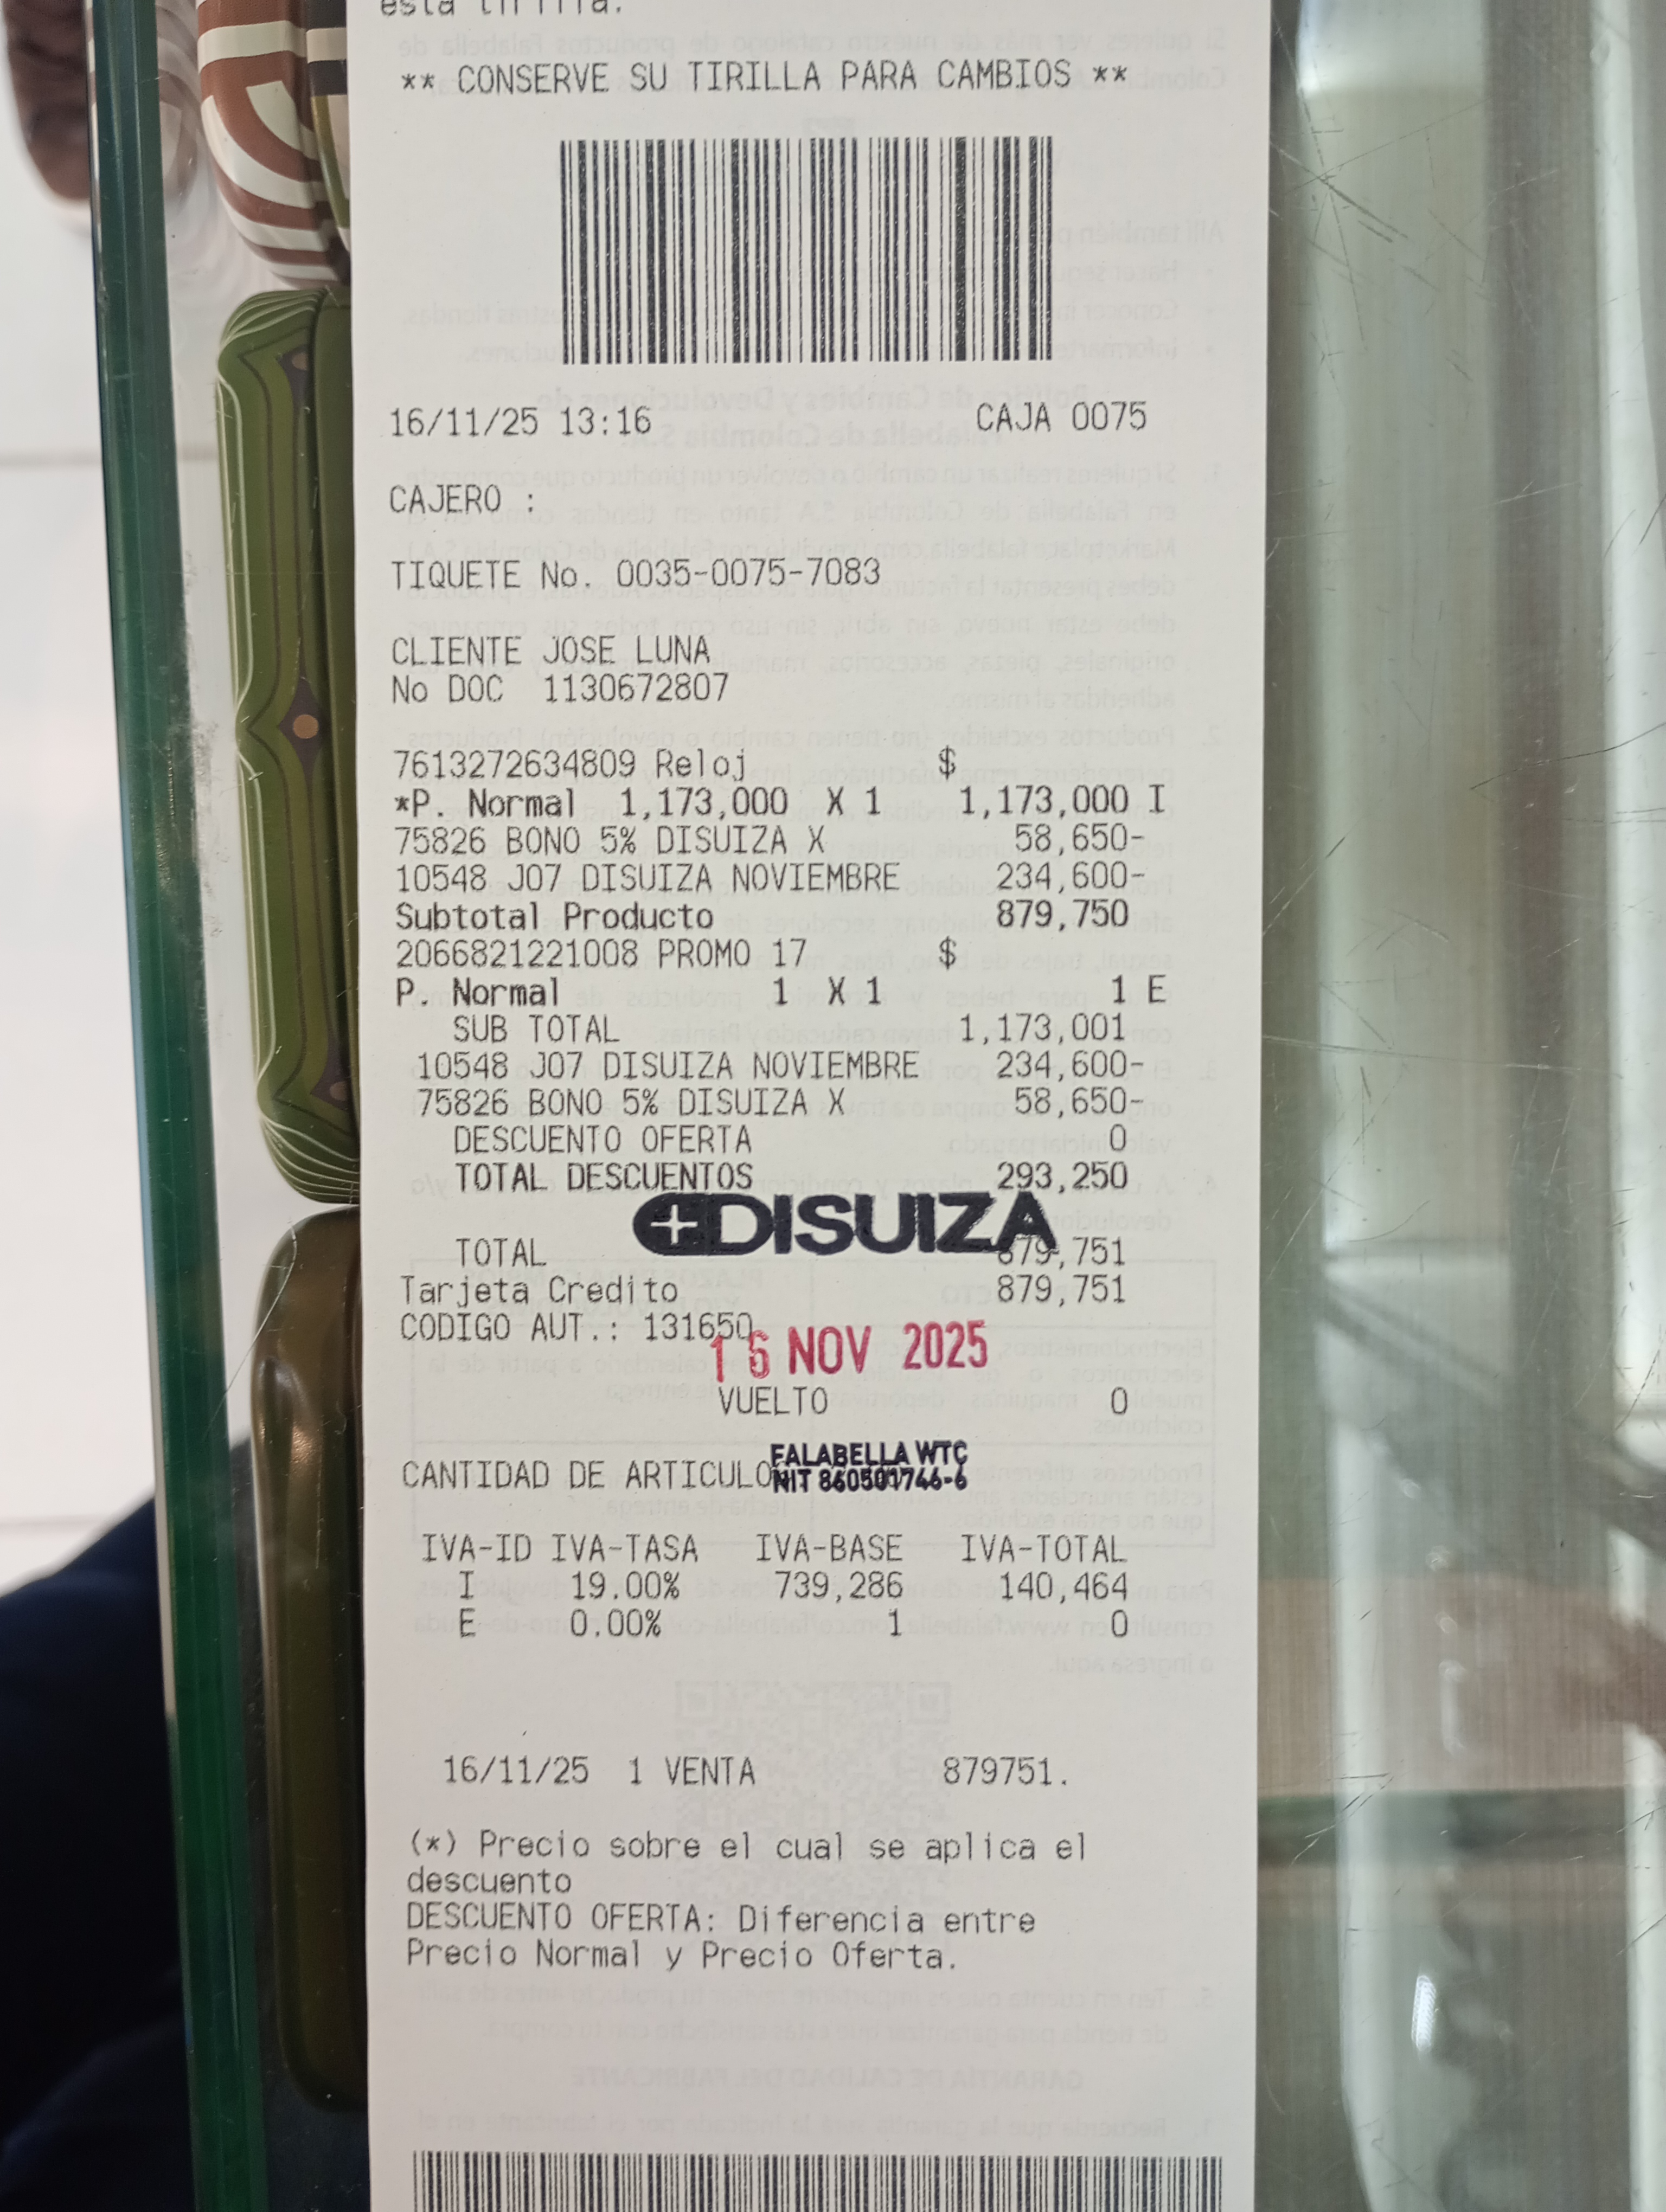 esta tirilla.
** CONSERVE SU TIRILLA PARA CAMBIOS **
16/11/25 13:16 CAJA 0075
CAJERO :
TIQUETE No. 0035-0075-7083
CLIENTE JOSE LUNA
No DOC 1130672807
7613272634809 Reloj $
*P. Normal 1,173,000 X 1 1,173,000 I
75826 BONO 5% DISUIZA X 58,650-
10548 J07 DISUIZA NOVIEMBRE 234,600-
Subtotal Producto 879,750
2066821221008 PROMO 17 $
P. Normal 1 X 1 1 E
SUB TOTAL 1,173,001
10548 J07 DISUIZA NOVIEMBRE 234,600-
75826 BONO 5% DISUIZA X 58,650-
DESCUENTO OFERTA 0
TOTAL DESCUENTOS 293,250
DISUIZA
TOTAL 879,751
Tarjeta Credito 879,751
CODIGO AUT.: 131650
16 NOV 2025
VUELTO 0
FALABELLA WTC
CANTIDAD DE ARTICULO
NIT 860501746-6
IVA-ID IVA-TASA IVA-BASE IVA-TOTAL
I 19.00% 739,286 140,464
E 0.00% 1 0
16/11/25 1 VENTA 879751.
(*) Precio sobre el cual se aplica el
descuento
DESCUENTO OFERTA: Diferencia entre
Precio Normal y Precio Oferta.